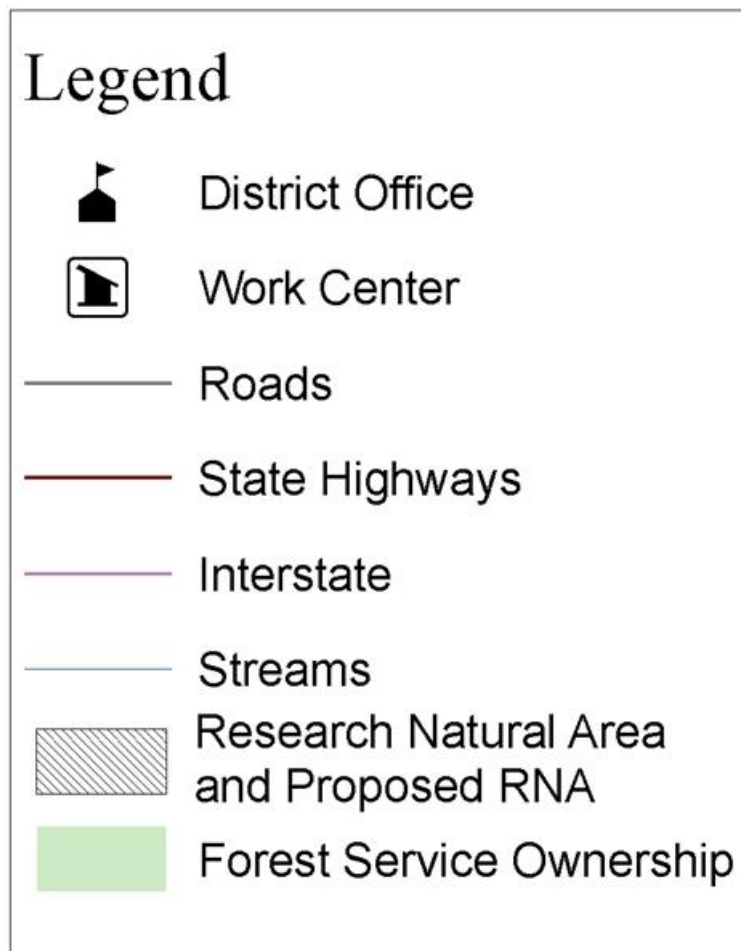 Legend
District Office
Work Center
Roads
State Highways
Interstate
Streams
Research Natural Area
and Proposed RNA
Forest Service Ownership